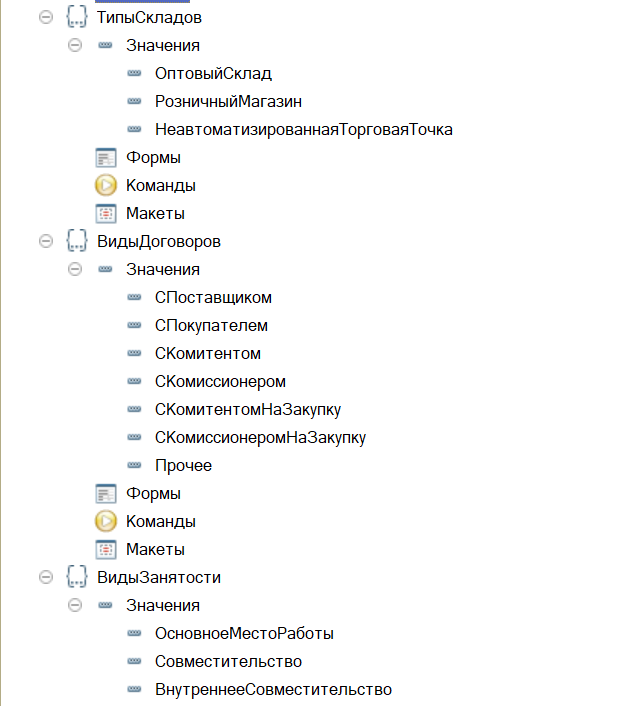 ТипыСкладов
Значения
ОптовыйСклад
РозничныйМагазин
НеавтоматизированнаяТорговаяТочка
Формы
Команды
Макеты
ВидыДоговоров
Значения
СПоставщиком
СПокупателем
СКомитентом
СКомиссионером
СКомитентомНаЗакупку
СКомиссионеромНаЗакупку
Прочее
Формы
Команды
Макеты
ВидыЗанятости
Значения
ОсновноеМестоРаботы
Совместительство
ВнутреннееСовместительство